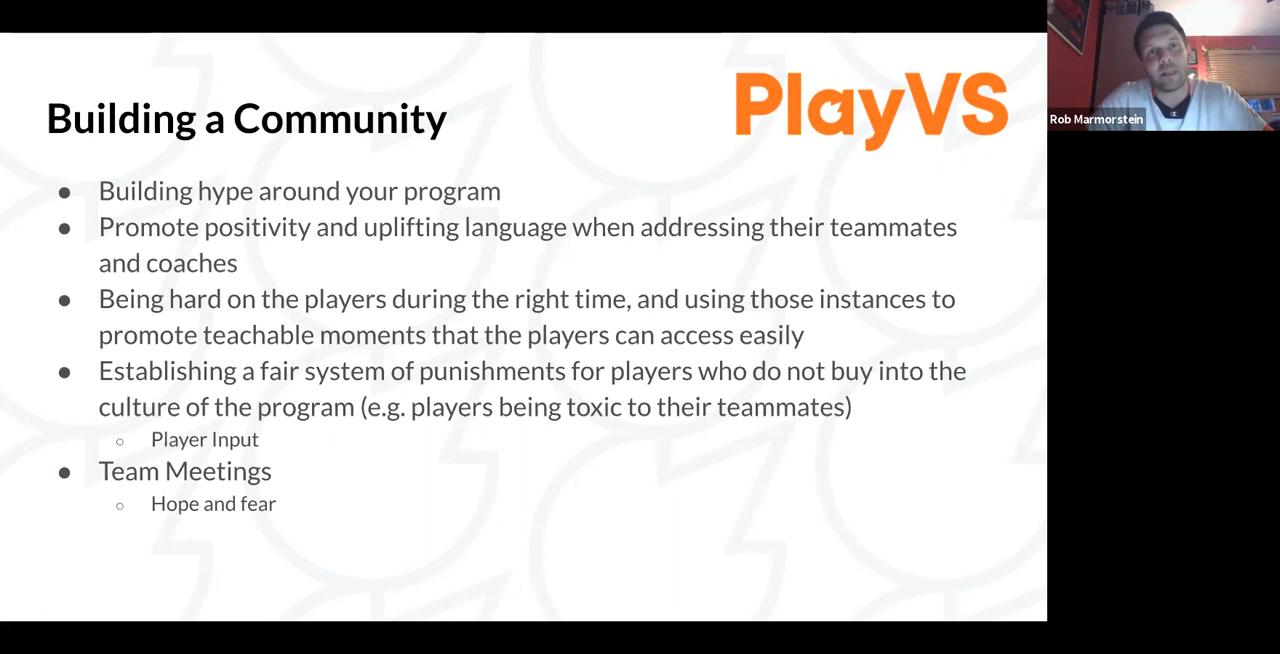 Building a Community
PlayVS
Rob Marmorstein
● Building hype around your program
● Promote positivity and uplifting language when addressing their teammates
and coaches
● Being hard on the players during the right time, and using those instances to
promote teachable moments that the players can access easily
● Establishing a fair system of punishments for players who do not buy into the
culture of the program (e.g. players being toxic to their teammates)
○ Player Input
● Team Meetings
○ Hope and fear